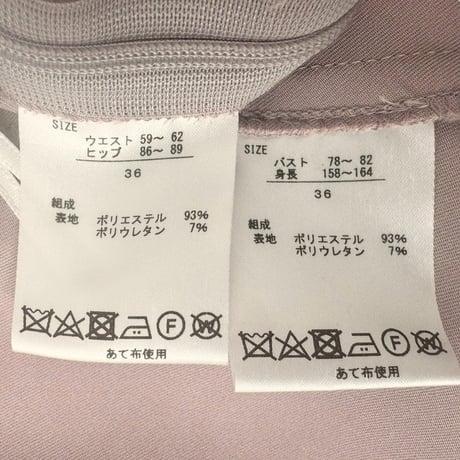 SIZE
ウエスト 59〜 62
ヒップ 86〜 89
36
組成
表地 ポリエステル 93%
ポリウレタン 7%
F W
あて布使用
SIZE
バスト 78〜 82
身長 158〜164
36
組成
表地 ポリエステル 93%
ポリウレタン 7%
F W
あて布使用